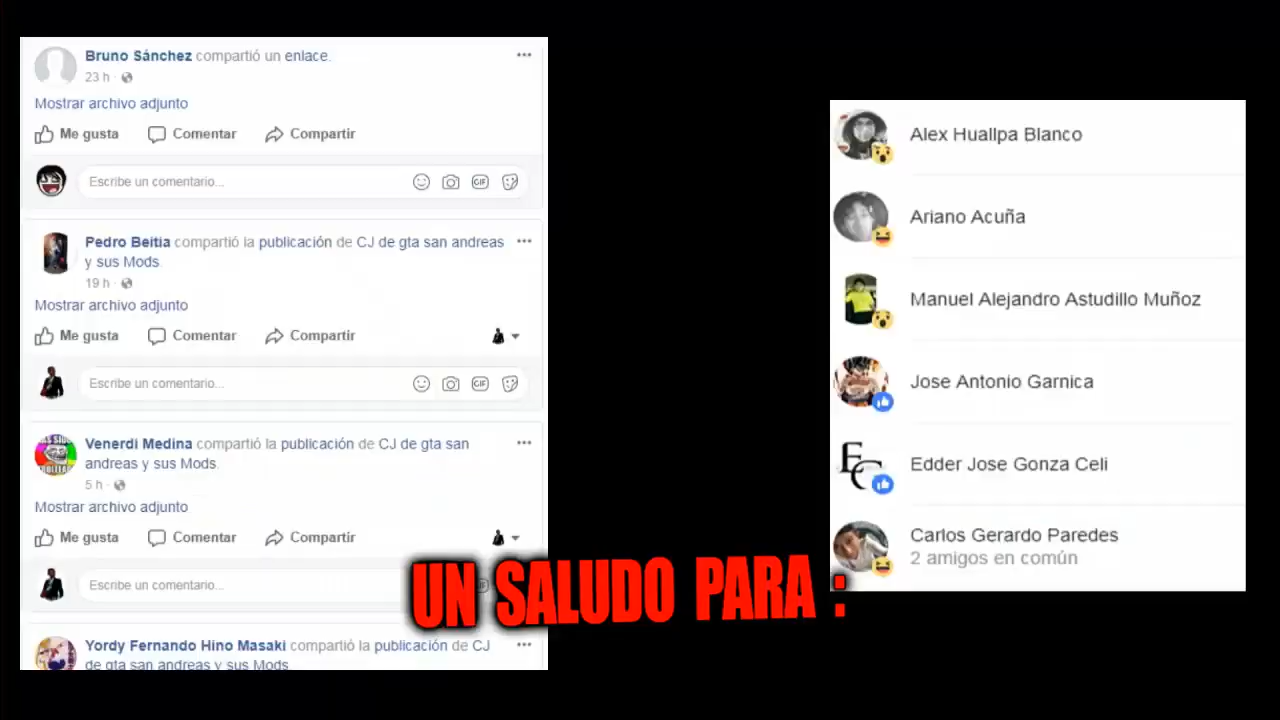 Bruno Sánchez compartió un enlace.
23 h ·
Mostrar archivo adjunto
Me gusta Comentar Compartir
Escribe un comentario... GIF
Pedro Beitia compartió la publicación de CJ de gta san andreas
y sus Mods.
19 h ·
Mostrar archivo adjunto
Me gusta Comentar Compartir
Escribe un comentario... GIF
Venerdi Medina compartió la publicación de CJ de gta san
andreas y sus Mods.
5 h ·
Mostrar archivo adjunto
Me gusta Comentar Compartir
Escribe un comentario...
Yordy Fernando Hino Masaki compartió la publicación de CJ
de gta san andreas y sus Mods
Alex Huallpa Blanco
Ariano Acuña
Manuel Alejandro Astudillo Muñoz
Jose Antonio Garnica
EC
Edder Jose Gonza Celi
Carlos Gerardo Paredes
2 amigos en común
UN SALUDO PARA :